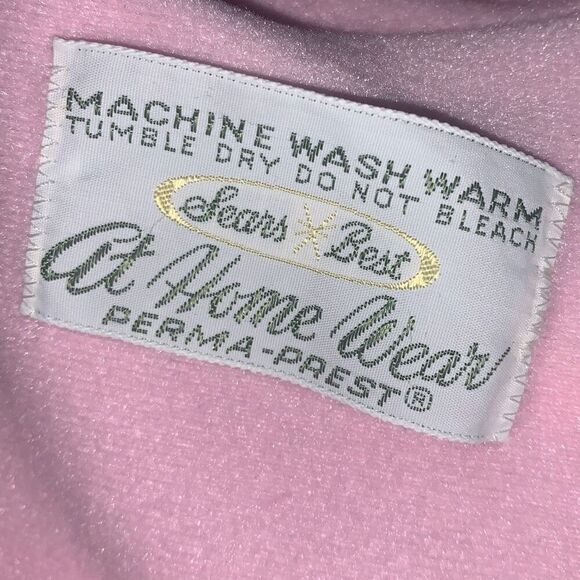 MACHINE WASH WARM
TUMBLE DRY DO NOT BLEACH
Sears Best
At Home Wear
PERMA-PREST®